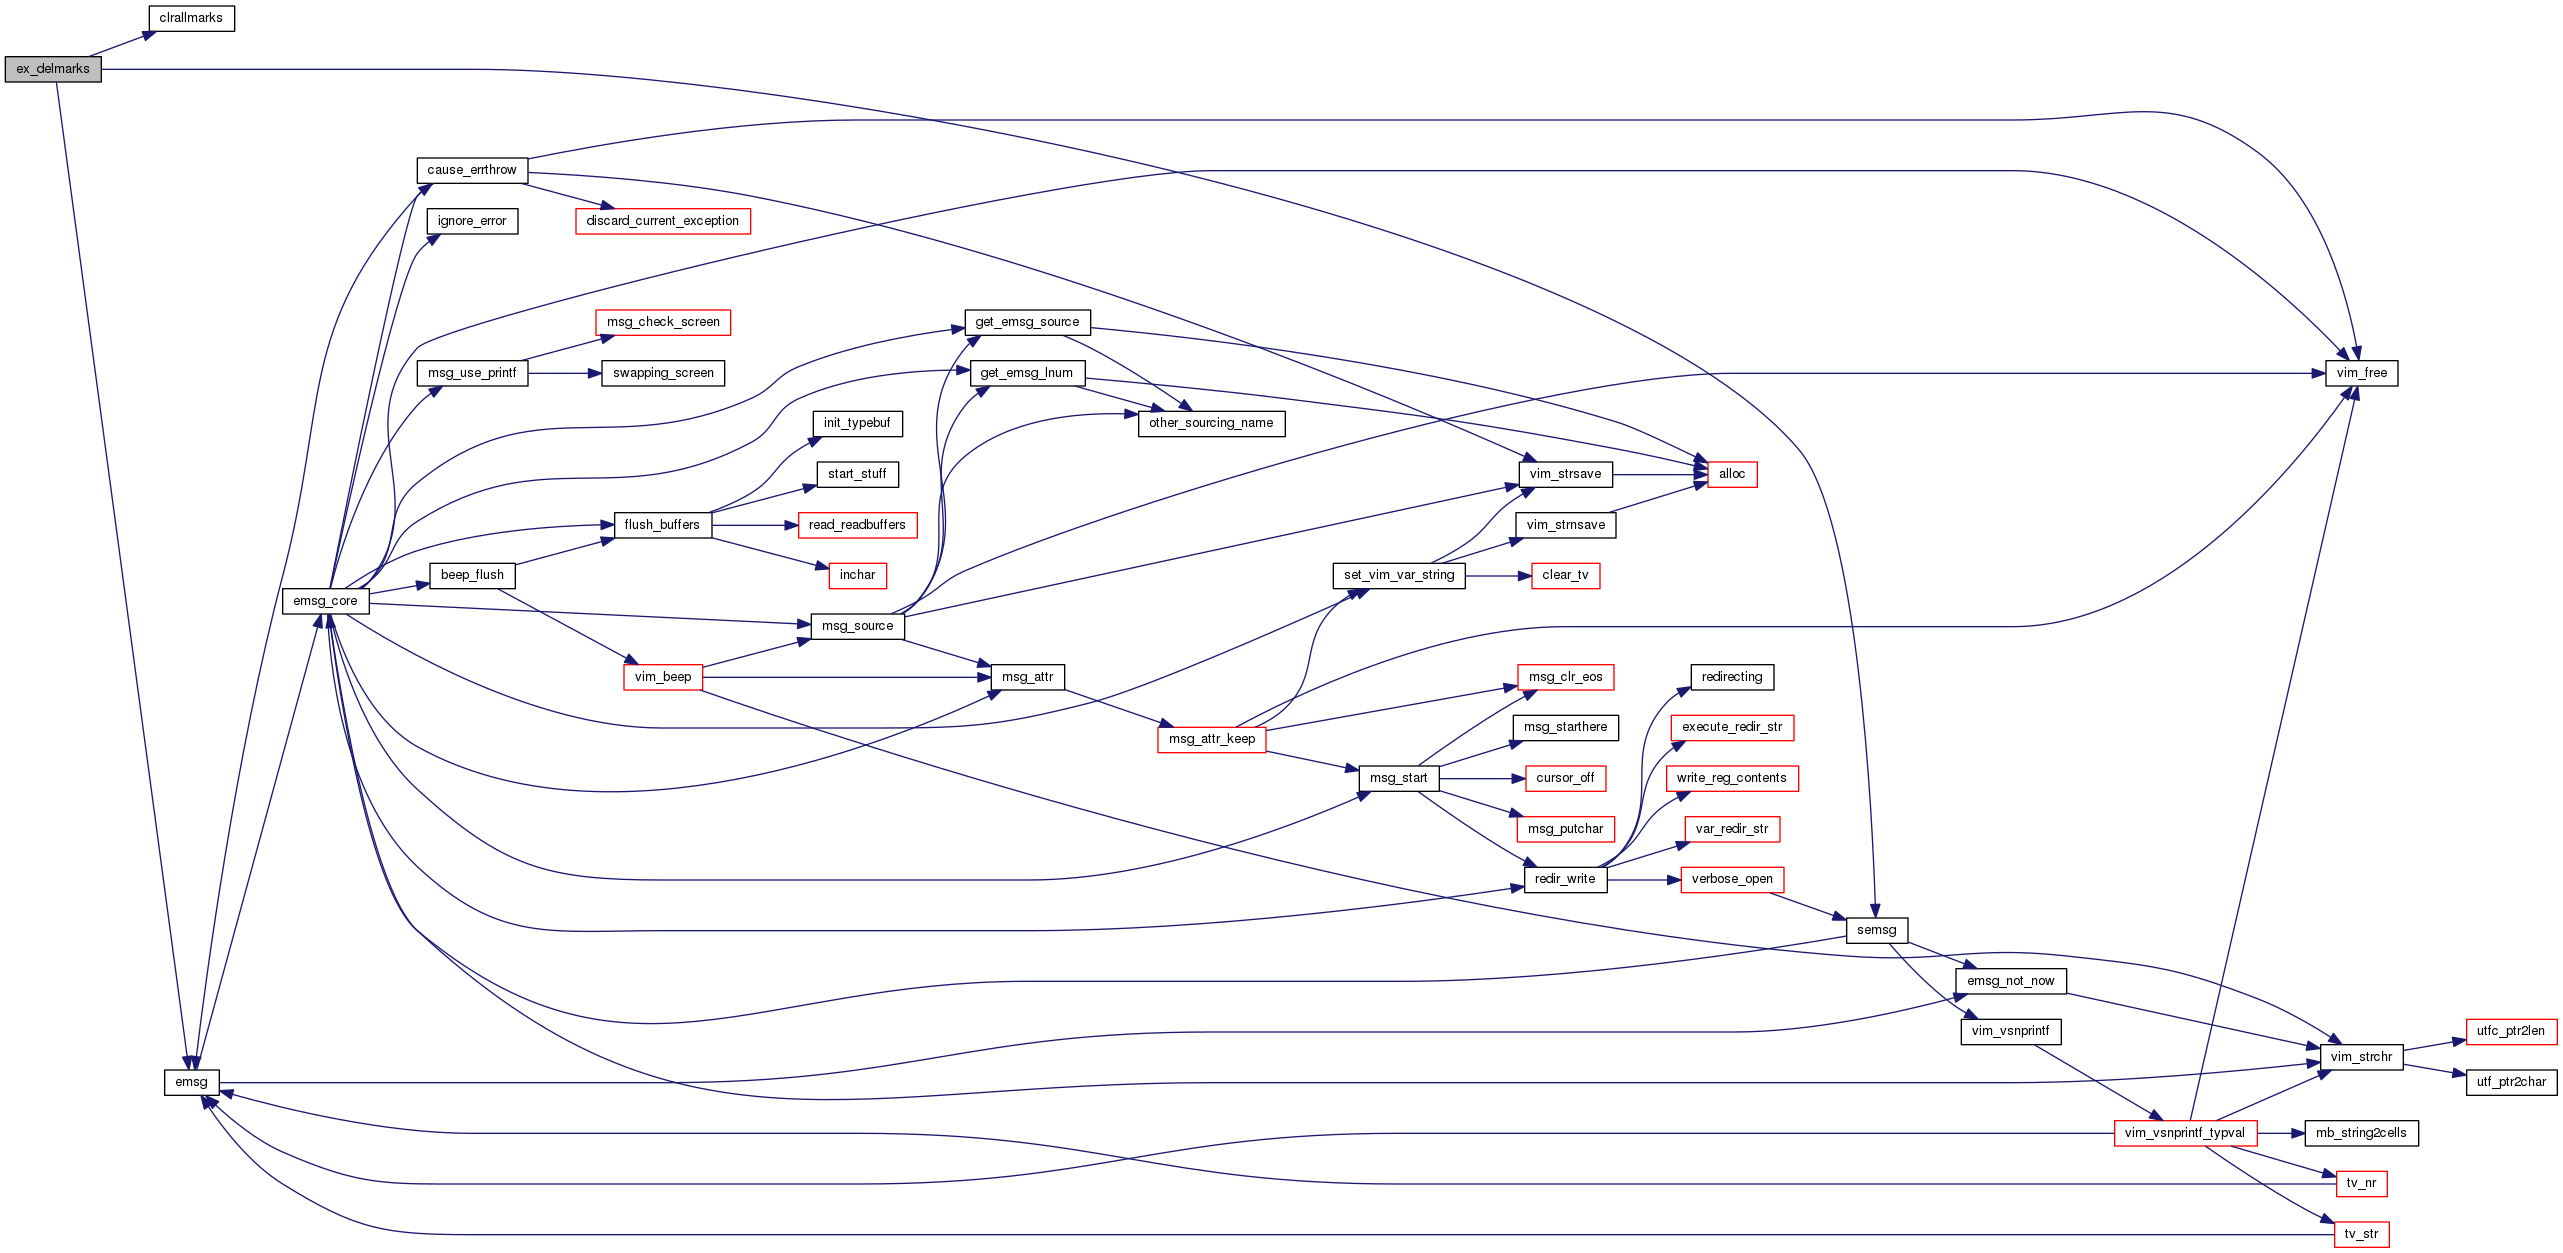 clrallmarks
ex_delmarks
cause_errthrow
ignore_error
discard_current_exception
msg_check_screen
get_emsg_source
msg_use_printf
swapping_screen
get_emsg_lnum
vim_free
init_typebuf
other_sourcing_name
start_stuff
vim_strsave
alloc
flush_buffers
read_readbuffers
vim_strnsave
beep_flush
inchar
set_vim_var_string
clear_tv
emsg_core
msg_source
vim_beep
msg_attr
msg_clr_eos
redirecting
msg_attr_keep
msg_starthere
execute_redir_str
msg_start
cursor_off
write_reg_contents
msg_putchar
var_redir_str
redir_write
verbose_open
semsg
emsg_not_now
vim_vsnprintf
utfc_ptr2len
vim_strchr
emsg
utf_ptr2char
vim_vsnprintf_typval
mb_string2cells
tv_nr
tv_str